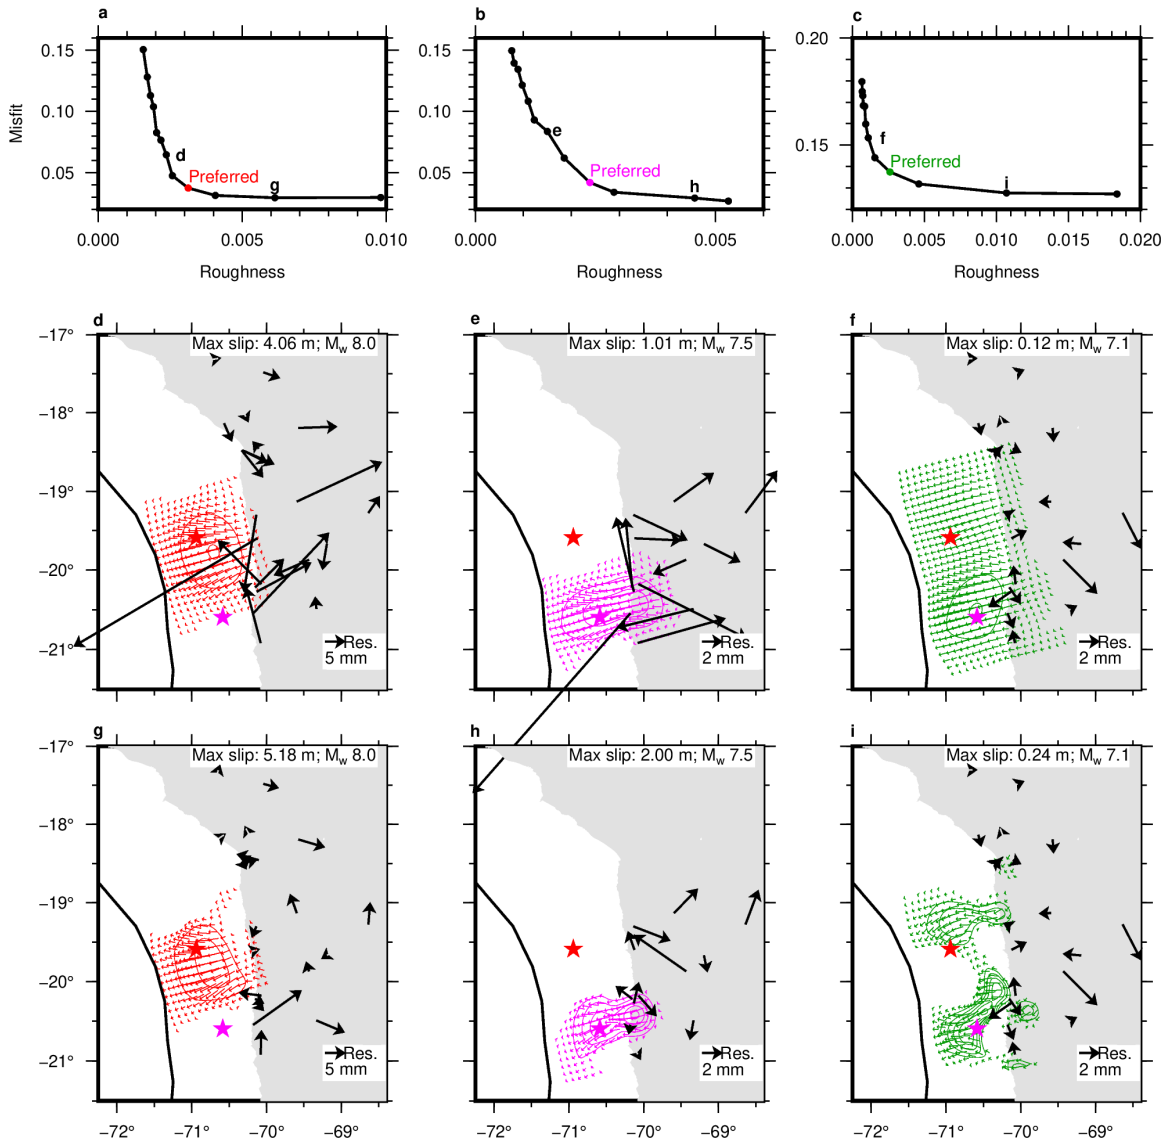 a
b
c
Misfit
0.15
0.10
0.05
d
Preferred
g
0.000
0.005
0.010
Roughness
0.15
0.10
0.05
e
Preferred
h
0.000
0.005
Roughness
0.20
0.15
f
Preferred
i
0.000
0.005
0.010
0.015
0.020
Roughness
d
e
f
Max slip: 4.06 m; Mw 8.0
Max slip: 1.01 m; Mw 7.5
Max slip: 0.12 m; Mw 7.1
−17°
−18°
−19°
−20°
−21°
Res.
5 mm
Res.
2 mm
Res.
2 mm
g
h
i
Max slip: 5.18 m; Mw 8.0
Max slip: 2.00 m; Mw 7.5
Max slip: 0.24 m; Mw 7.1
−17°
−18°
−19°
−20°
−21°
Res.
5 mm
Res.
2 mm
Res.
2 mm
−72°
−71°
−70°
−69°
−72°
−71°
−70°
−69°
−72°
−71°
−70°
−69°